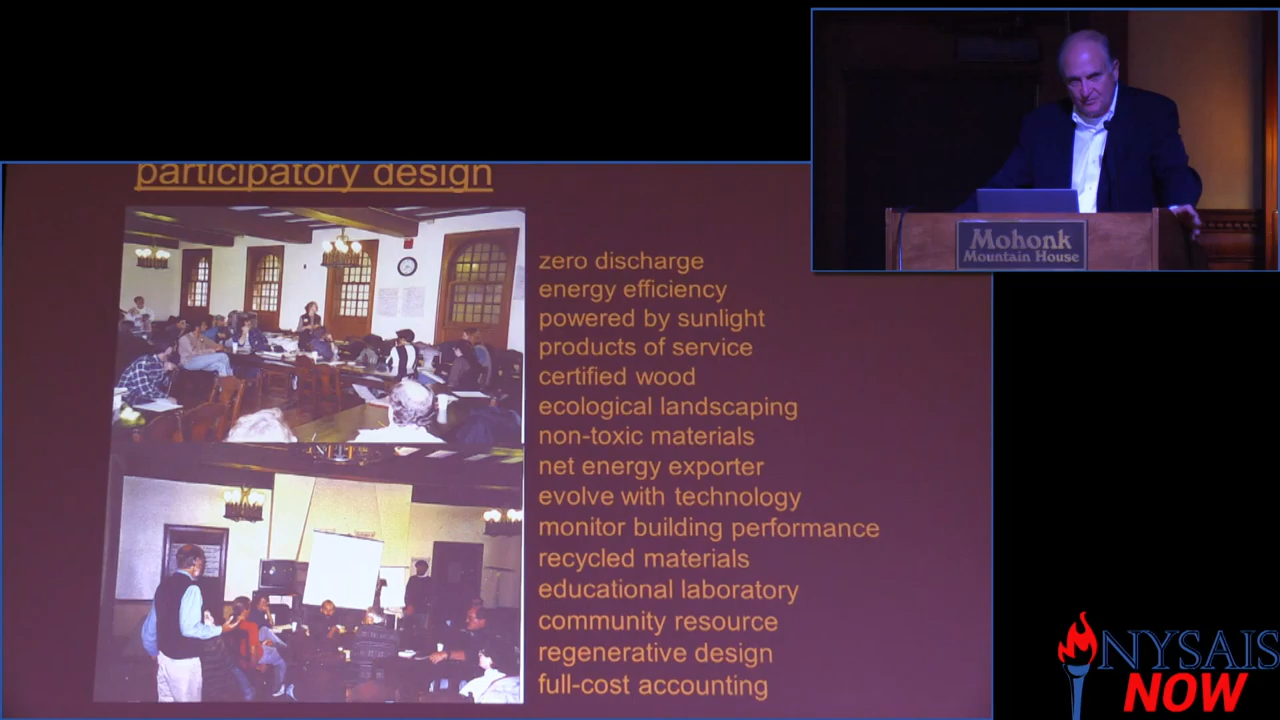 participatory design
zero discharge
energy efficiency
powered by sunlight
products of service
certified wood
ecological landscaping
non-toxic materials
net energy exporter
evolve with technology
monitor building performance
recycled materials
educational laboratory
community resource
regenerative design
full-cost accounting
Mohonk
Mountain House
NYSAIS
NOW